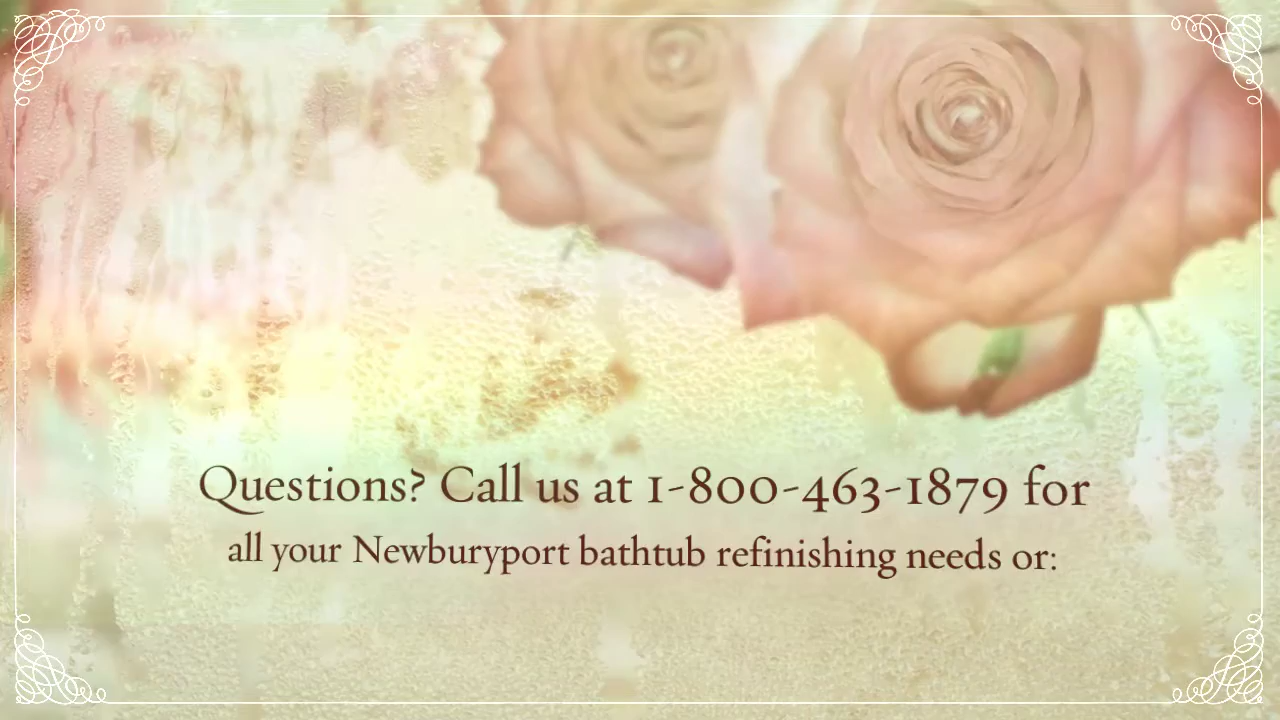 Questions? Call us at 1-800-463-1879 for
all your Newburyport bathtub refinishing needs or: